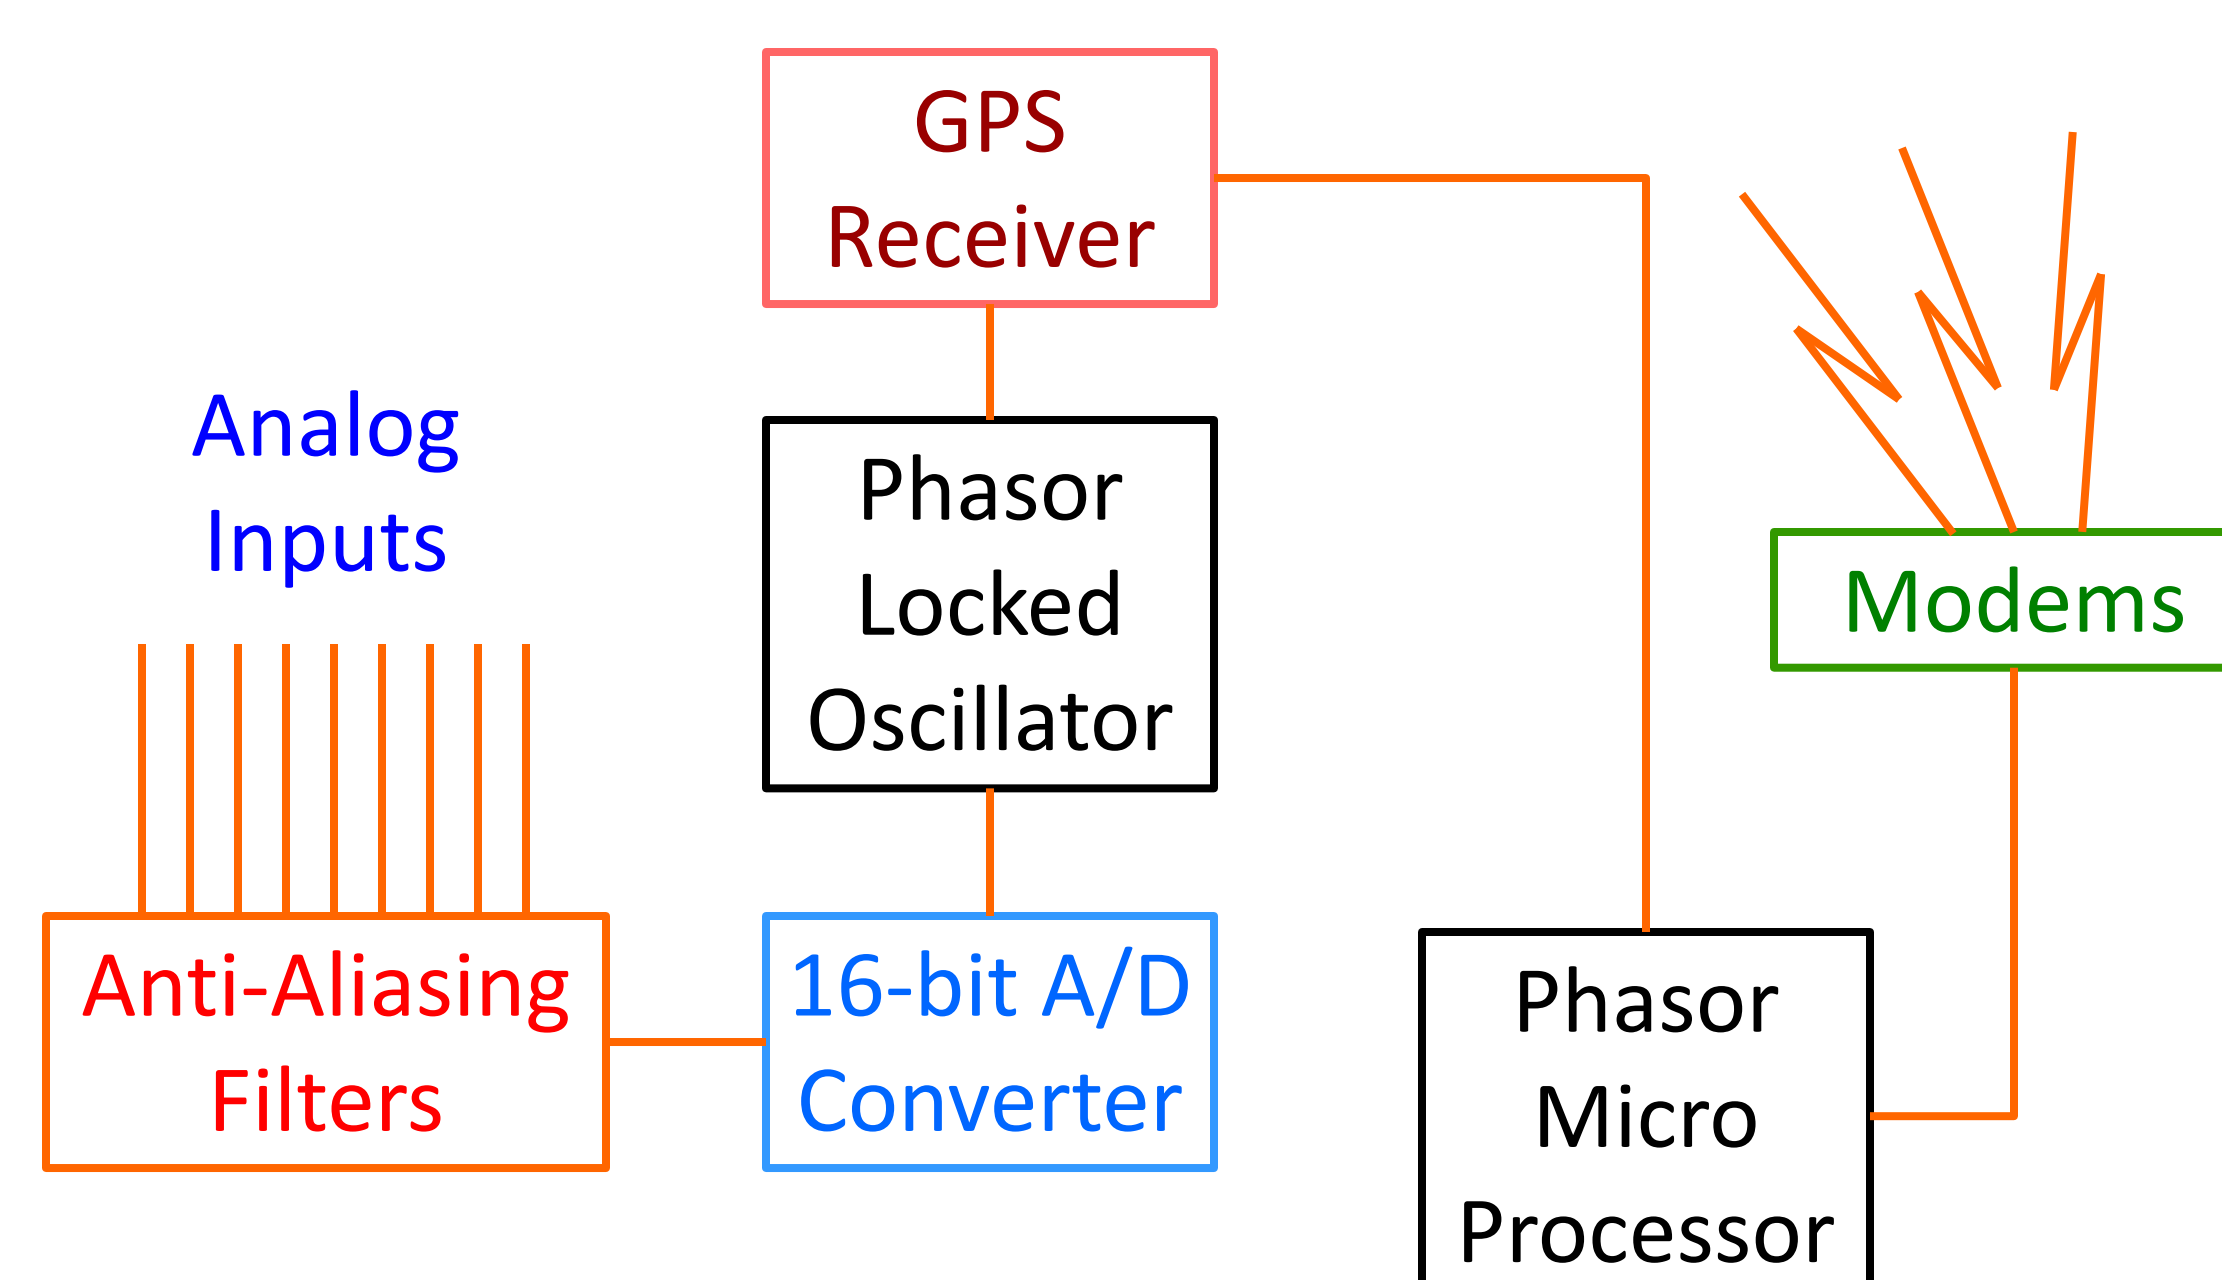 GPS
Receiver
Analog
Inputs
Phasor
Locked
Oscillator
Modems
Anti-Aliasing
Filters
16-bit A/D
Converter
Phasor
Micro
Processor